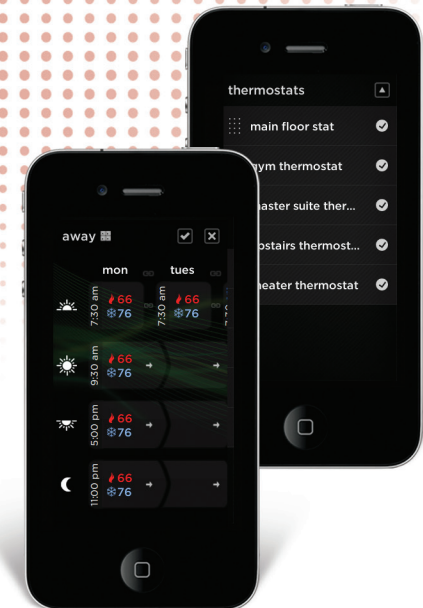 thermostats
main floor stat
gym thermostat
master suite ther...
upstairs thermost...
heater thermostat
away
mon tues
7:30 am 66 76 7:30 am 66 76
9:30 am 66 76
5:00 pm 66 76
11:00 pm 66 76